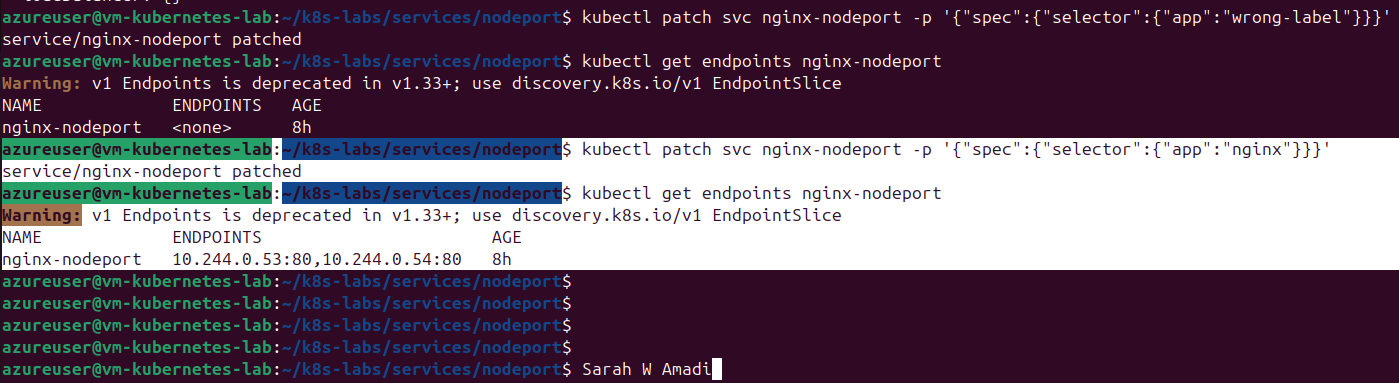 azureuser@vm-kubernetes-lab:~/k8s-labs/services/nodeport$ kubectl patch svc nginx-nodeport -p '{"spec":{"selector":{"app":"wrong-label"}}}'
service/nginx-nodeport patched
azureuser@vm-kubernetes-lab:~/k8s-labs/services/nodeport$ kubectl get endpoints nginx-nodeport
Warning: v1 Endpoints is deprecated in v1.33+; use discovery.k8s.io/v1 EndpointSlice
NAME             ENDPOINTS   AGE
nginx-nodeport   <none>      8h
azureuser@vm-kubernetes-lab:~/k8s-labs/services/nodeport$ kubectl patch svc nginx-nodeport -p '{"spec":{"selector":{"app":"nginx"}}}'
service/nginx-nodeport patched
azureuser@vm-kubernetes-lab:~/k8s-labs/services/nodeport$ kubectl get endpoints nginx-nodeport
Warning: v1 Endpoints is deprecated in v1.33+; use discovery.k8s.io/v1 EndpointSlice
NAME             ENDPOINTS                       AGE
nginx-nodeport   10.244.0.53:80,10.244.0.54:80   8h
azureuser@vm-kubernetes-lab:~/k8s-labs/services/nodeport$
azureuser@vm-kubernetes-lab:~/k8s-labs/services/nodeport$
azureuser@vm-kubernetes-lab:~/k8s-labs/services/nodeport$
azureuser@vm-kubernetes-lab:~/k8s-labs/services/nodeport$
azureuser@vm-kubernetes-lab:~/k8s-labs/services/nodeport$ Sarah W Amadi